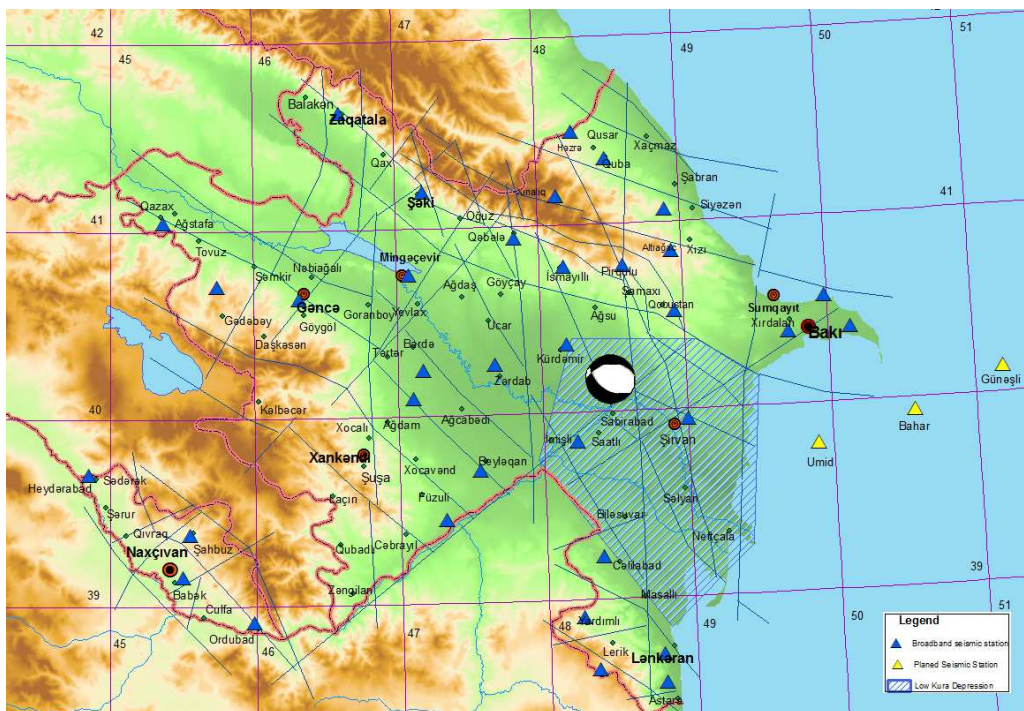 42
45
46
47
48
49
50
51
Balakən
Zaqatala
Qusar
Xaçmaz
Həzrə
Quba
Qax
Şabran
Xınalıq
Siyəzən
41
Şəki
Qazax
Ağstafa
Oğuz
41
Qəbələ
Tovuz
Altıağac
Xızı
Mingəçevir
Şəmkir
Nəbiağalı
İsmayıllı
Pirqulu
Ağdaş
Göyçay
Şamaxı
Gəncə
Goranboy
Yevlax
Ağsu
Qobustan
Sumqayıt
Gədəbəy
Göygöl
Ucar
Xırdalan
Bakı
Daşkəsən
Tərtər
Bərdə
Kürdəmir
Zərdab
Günəşli
40
Kəlbəcər
Ağdam
Ağcabədi
Sabirabad
40
Bahar
Xocalı
İmişli
Saatlı
Şirvan
Umid
Xankəndi
Şuşa
Xocavənd
Beyləqan
Heydərabad
Sədərək
Laçın
Füzuli
Salyan
Şərur
Biləsuvar
Qıvraq
Şahbuz
Qubadlı
Cəbrayıl
Neftçala
Naxçıvan
Cəlilabad
39
Babək
Zəngilan
Masallı
39
Culfa
Yardımlı
Ordubad
45
46
47
48
49
50
51
Lerik
Lənkəran
Astara
Legend
Broadband seismic station
Planed Seismic Station
Low Kura Depression